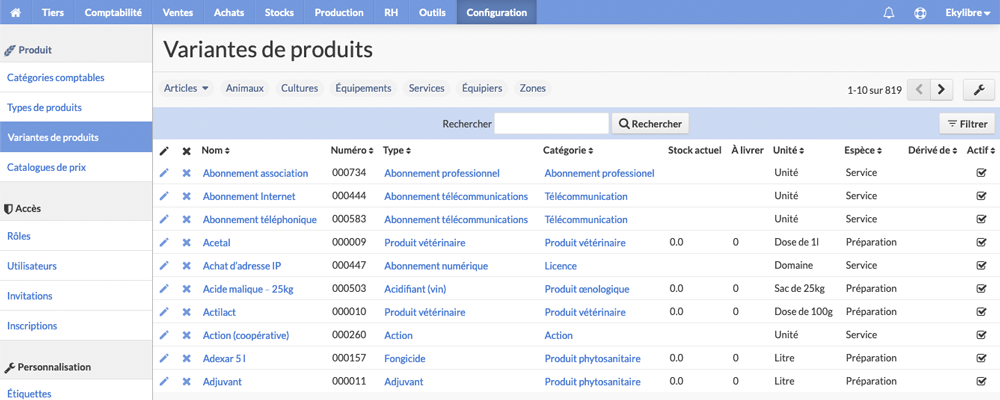 Tiers Comptabilité Ventes Achats Stocks Production RH Outils Configuration Ekylibre
Produit
Catégories comptables
Types de produits
Variantes de produits
Catalogues de prix
Accès
Rôles
Utilisateurs
Invitations
Inscriptions
Personnalisation
Étiquettes
Variantes de produits
Articles Animaux Cultures Équipements Services Équipiers Zones 1-10 sur 819
Rechercher Rechercher Filtrer
Nom Numéro Type Catégorie Stock actuel À livrer Unité Espèce Dérivé de Actif
Abonnement association 000734 Abonnement professionnel Abonnement professionel Unité Service
Abonnement Internet 000444 Abonnement télécommunications Télécommunication Unité Service
Abonnement téléphonique 000583 Abonnement télécommunications Télécommunication Unité Service
Acetal 000009 Produit vétérinaire Produit vétérinaire 0.0 0 Dose de 1l Préparation
Achat d'adresse IP 000447 Abonnement numérique Licence Domaine Service
Acide malique - 25kg 000503 Acidifiant (vin) Produit œnologique 0.0 0 Sac de 25kg Préparation
Actilact 000010 Produit vétérinaire Produit vétérinaire 0.0 0 Dose de 100g Préparation
Action (coopérative) 000260 Action Action Unité Service
Adexar 5 l 000157 Fongicide Produit phytosanitaire 0.0 0 Litre Préparation
Adjuvant 000011 Adjuvant Produit phytosanitaire 0.0 0 Litre Préparation